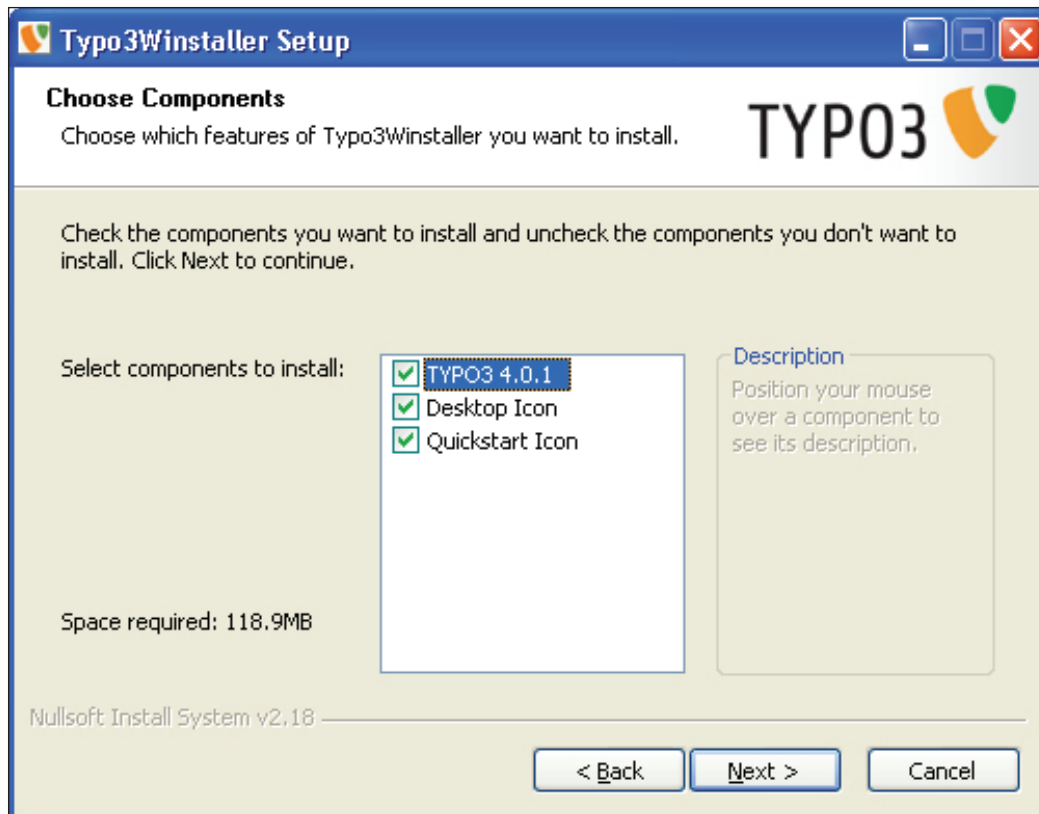 Typo3Winstaller Setup
Choose Components
Choose which features of Typo3Winstaller you want to install.
TYPO3
Check the components you want to install and uncheck the components you don't want to
install. Click Next to continue.
Select components to install:
TYPO3 4.0.1
Desktop Icon
Quickstart Icon
Description
Position your mouse
over a component to
see its description.
Space required: 118.9MB
Nullsoft Install System v2.18
< Back
Next >
Cancel